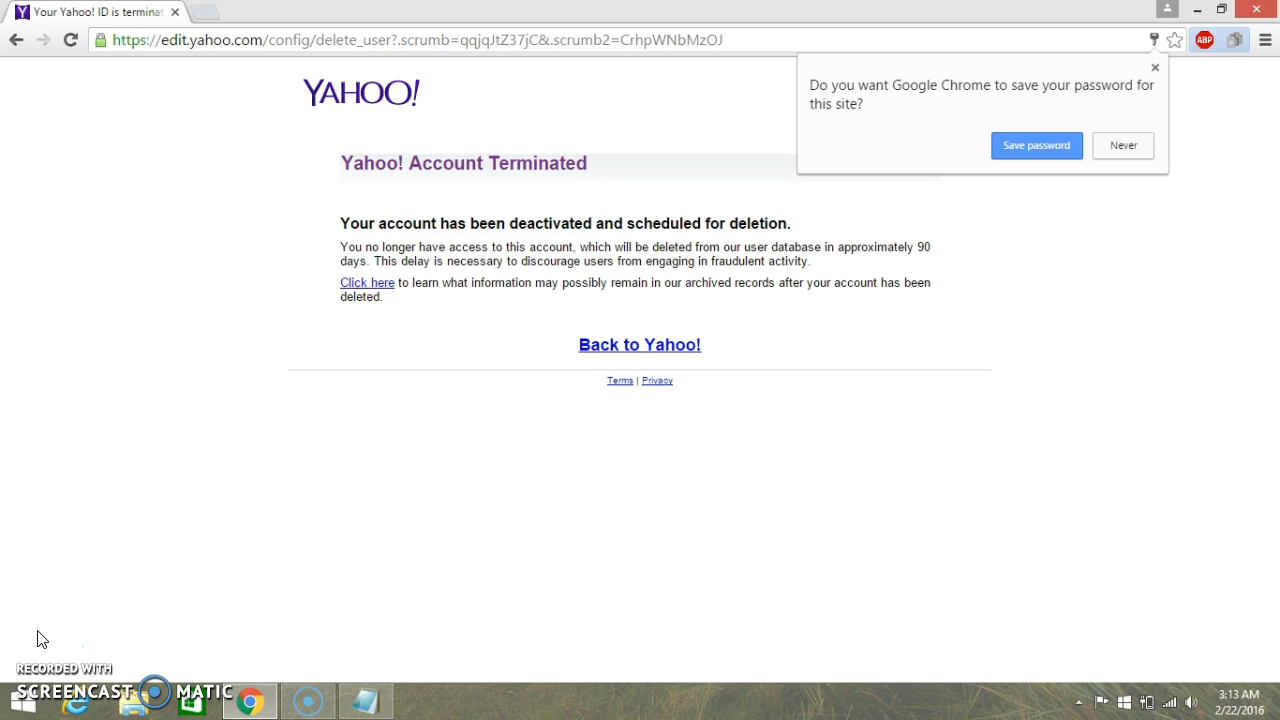 Your Yahoo! ID is terminat
https://edit.yahoo.com/config/delete_user?.scrumb=qqjqJtZ37jC&.scrumb2=CrhpWNbMzOJ
ABP
YAHOO!
Do you want Google Chrome to save your password for
this site?
Save password
Never
Yahoo! Account Terminated
Your account has been deactivated and scheduled for deletion.
You no longer have access to this account, which will be deleted from our user database in approximately 90
days. This delay is necessary to discourage users from engaging in fraudulent activity.
Click here to learn what information may possibly remain in our archived records after your account has been
deleted.
Back to Yahoo!
Terms | Privacy
RECORDED WITH
SCREENCAST MATIC
3:13 AM
2/22/2016